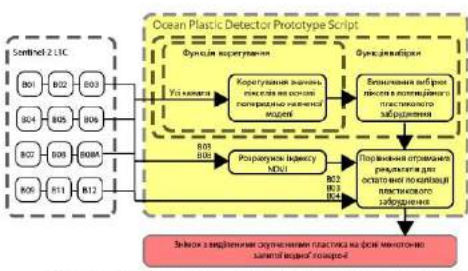 Ocean Plastic Detector Prototype Script
Sentinel-2 L1C
Функція корегування
Функція вибірки
B01 B02 B03
B04 B05 B06
B07 B08 B08A
B09 B11 B12
Усі канали
Корегування значень
пікселів на основі
попередньо навченої
моделі
Визначення вибірки
пікселів потенційного
пластикового
забруднення
B03
B08
Розрахунок індексу
NDVI
B02
B03
B04
Порівняння отриманих
результатів для
остаточної локалізації
пластикового
забруднення
Знімок з виділеними скупченнями пластика на фоні монотонно
залитої водної поверхні